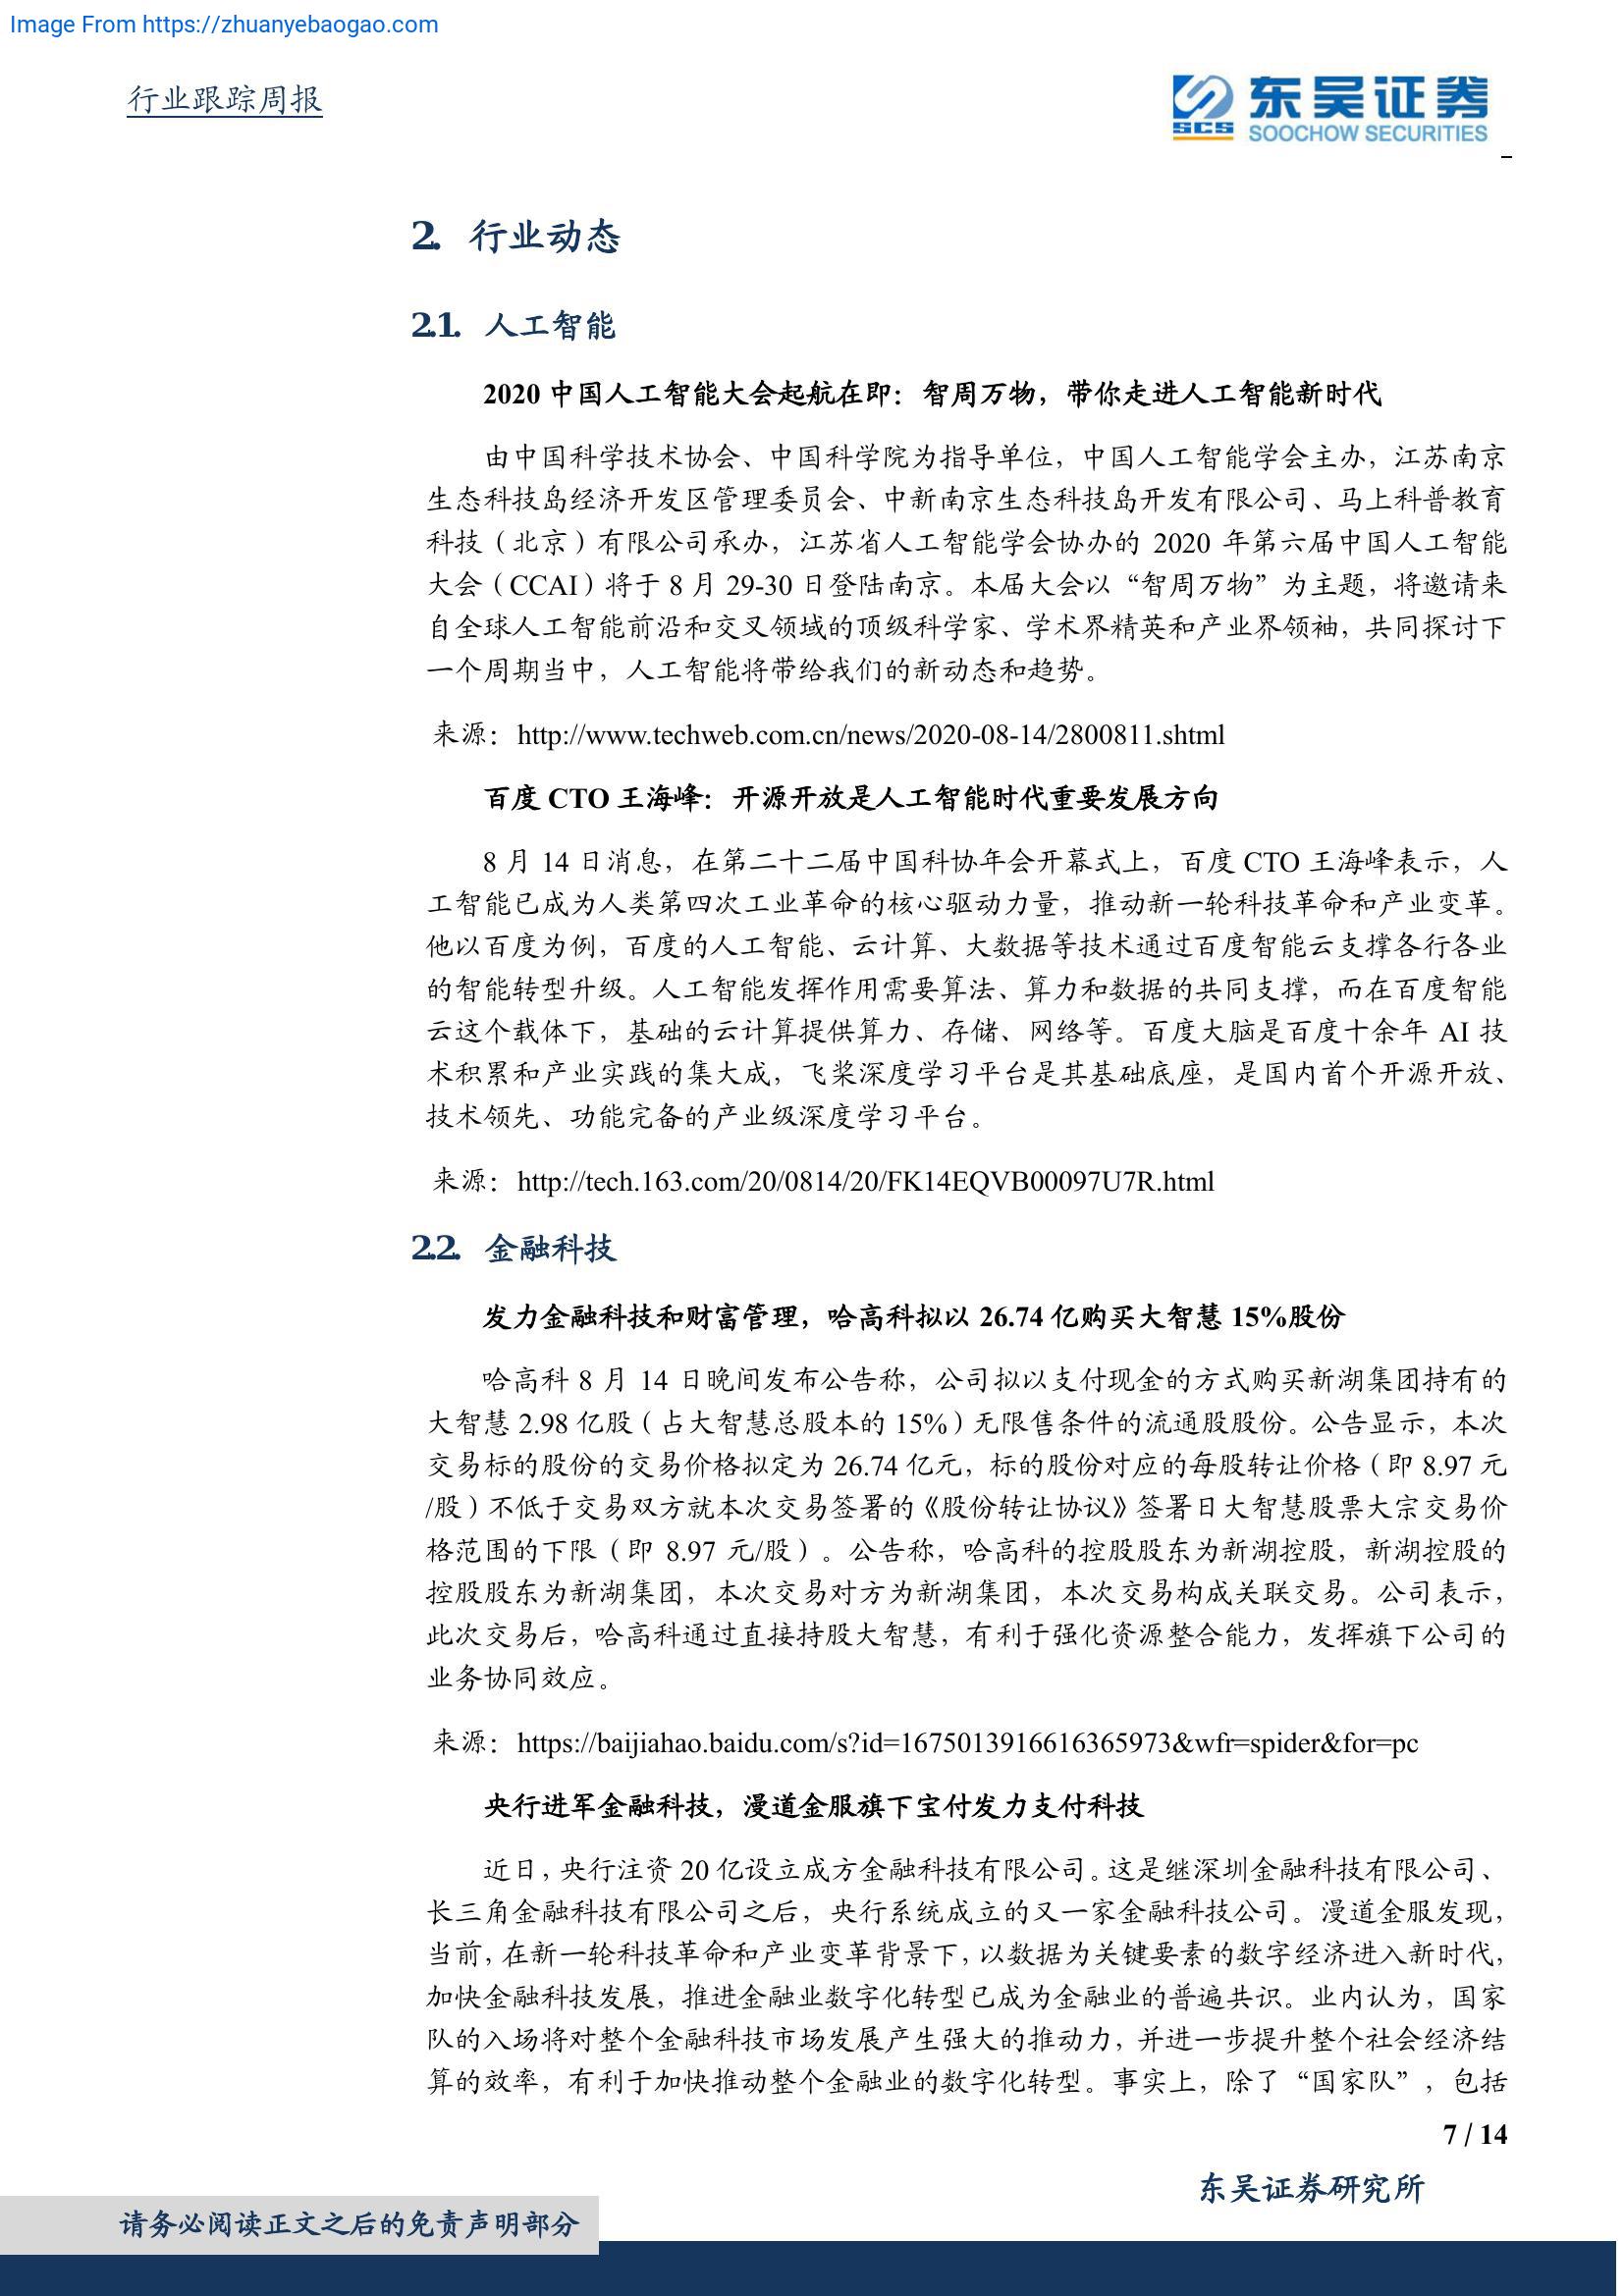 Image From https://zhuanyebaogao.com
行业跟踪周报
SCS
东吴证券
SOOCHOW SECURITIES
2. 行业动态
2.1. 人工智能
2020 中国人工智能大会起航在即：智周万物，带你走进人工智能新时代
由中国科学技术协会、中国科学院为指导单位，中国人工智能学会主办，江苏南京
生态科技岛经济开发区管理委员会、中新南京生态科技岛开发有限公司、马上科普教育
科技（北京）有限公司承办，江苏省人工智能学会协办的 2020 年第六届中国人工智能
大会（CCAI）将于 8 月 29-30 日登陆南京。本届大会以“智周万物”为主题，将邀请来
自全球人工智能前沿和交叉领域的顶级科学家、学术界精英和产业界领袖，共同探讨下
一个周期当中，人工智能将带给我们的新动态和趋势。
来源：http://www.techweb.com.cn/news/2020-08-14/2800811.shtml
百度 CTO 王海峰：开源开放是人工智能时代重要发展方向
8 月 14 日消息，在第二十二届中国科协年会开幕式上，百度 CTO 王海峰表示，人
工智能已成为人类第四次工业革命的核心驱动力量，推动新一轮科技革命和产业变革。
他以百度为例，百度的人工智能、云计算、大数据等技术通过百度智能云支撑各行各业
的智能转型升级。人工智能发挥作用需要算法、算力和数据的共同支撑，而在百度智能
云这个载体下，基础的云计算提供算力、存储、网络等。百度大脑是百度十余年 AI 技
术积累和产业实践的集大成，飞桨深度学习平台是其基础底座，是国内首个开源开放、
技术领先、功能完备的产业级深度学习平台。
来源：http://tech.163.com/20/0814/20/FK14EQVB00097U7R.html
2.2. 金融科技
发力金融科技和财富管理，哈高科拟以 26.74 亿购买大智慧 15%股份
哈高科 8 月 14 日晚间发布公告称，公司拟以支付现金的方式购买新湖集团持有的
大智慧 2.98 亿股（占大智慧总股本的 15%）无限售条件的流通股股份。公告显示，本次
交易标的股份的交易价格拟定为 26.74 亿元，标的股份对应的每股转让价格（即 8.97 元
/股）不低于交易双方就本次交易签署的《股份转让协议》签署日大智慧股票大宗交易价
格范围的下限（即 8.97 元/股）。公告称，哈高科的控股股东为新湖控股，新湖控股的
控股股东为新湖集团，本次交易对方为新湖集团，本次交易构成关联交易。公司表示，
此次交易后，哈高科通过直接持股大智慧，有利于强化资源整合能力，发挥旗下公司的
业务协同效应。
来源：https://baijiahao.baidu.com/s?id=1675013916616365973&wfr=spider&for=pc
央行进军金融科技，漫道金服旗下宝付发力支付科技
近日，央行注资 20 亿设立成方金融科技有限公司。这是继深圳金融科技有限公司、
长三角金融科技有限公司之后，央行系统成立的又一家金融科技公司。漫道金服发现，
当前，在新一轮科技革命和产业变革背景下，以数据为关键要素的数字经济进入新时代，
加快金融科技发展，推进金融业数字化转型已成为金融业的普遍共识。业内认为，国家
队的入场将对整个金融科技市场发展产生强大的推动力，并进一步提升整个社会经济结
算的效率，有利于加快推动整个金融业的数字化转型。事实上，除了“国家队”，包括
7 / 14
东吴证券研究所
请务必阅读正文之后的免责声明部分